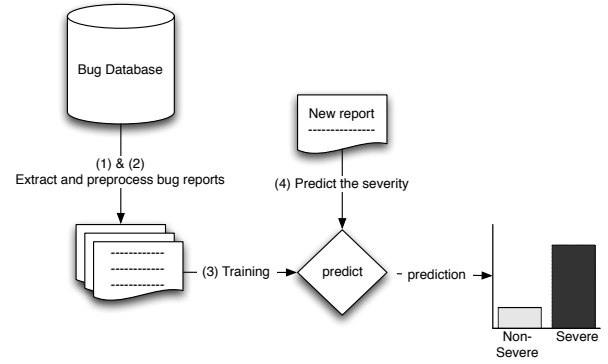 Bug Database
(1) & (2)
Extract and preprocess bug reports
New report
(4) Predict the severity
(3) Training
predict
- prediction
Non-
Severe
Severe